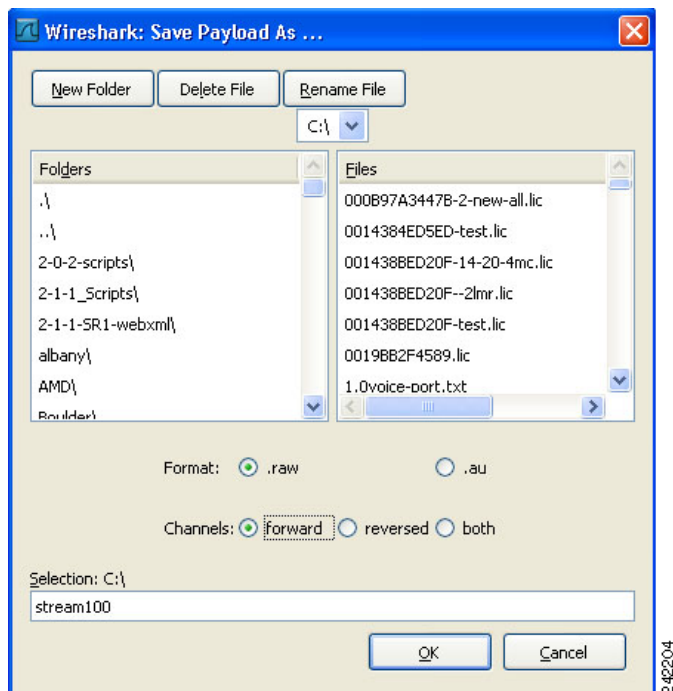 Wireshark: Save Payload As ...
New Folder Delete File Rename File
C:\
Folders
.\
..\
2-0-2-scripts\
2-1-1_Scripts\
2-1-1-SR1-webxml\
albany\
AMD\
Boulder\
Files
000B97A3447B-2-new-all.lic
0014384ED5ED-test.lic
001438BED20F-14-20-4mc.lic
001438BED20F--2lmr.lic
001438BED20F-test.lic
0019BB2F4589.lic
1.0voice-port.txt
Format: .raw .au
Channels: forward reversed both
Selection: C:\
stream100
OK Cancel
242204